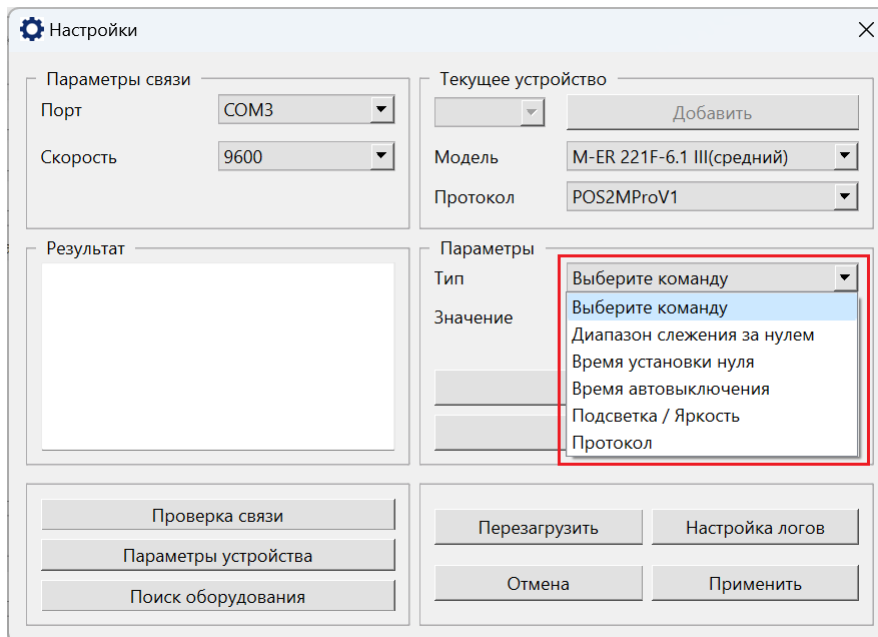 Настройки
Параметры связи
Порт
COM3
Скорость
9600
Текущее устройство
Добавить
Модель
M-ER 221F-6.1 III(средний)
Протокол
POS2MProV1
Результат
Параметры
Тип
Выберите команду
Значение
Выберите команду
Диапазон слежения за нулем
Время установки нуля
Время автовыключения
Подсветка / Яркость
Протокол
Проверка связи
Параметры устройства
Поиск оборудования
Перезагрузить
Настройка логов
Отмена
Применить